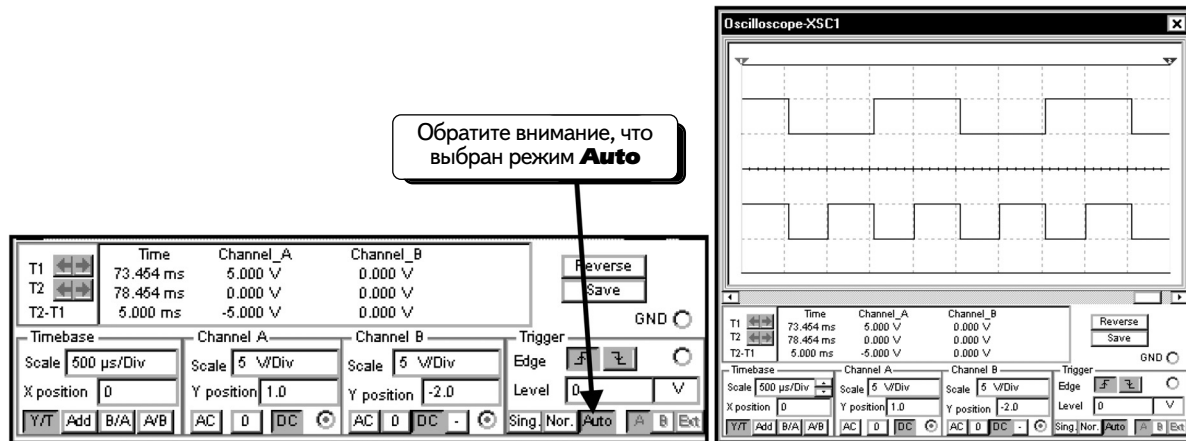 Обратите внимание, что
выбран режим Auto
Time Channel_A Channel_B
T1 73.454 ms 5.000 V 0.000 V
T2 78.454 ms 0.000 V 0.000 V
T2-T1 5.000 ms -5.000 V 0.000 V
Reverse
Save
GND
Timebase Channel A Channel B Trigger
Scale 500 µs/Div Scale 5 V/Div Scale 5 V/Div Edge
X position 0 Y position 1.0 Y position -2.0 Level 0 V
Y/T Add B/A A/B AC 0 DC AC 0 DC - Sing. Nor. Auto A B Ext
Oscilloscope-XSC1
Time Channel_A Channel_B
T1 73.454 ms 5.000 V 0.000 V
T2 78.454 ms 0.000 V 0.000 V
T2-T1 5.000 ms -5.000 V 0.000 V
Reverse
Save
GND
Timebase Channel A Channel B Trigger
Scale 500 µs/Div Scale 5 V/Div Scale 5 V/Div Edge
X position 0 Y position 1.0 Y position -2.0 Level 0 V
Y/T Add B/A A/B AC 0 DC AC 0 DC - Sing. Nor. Auto A B Ext